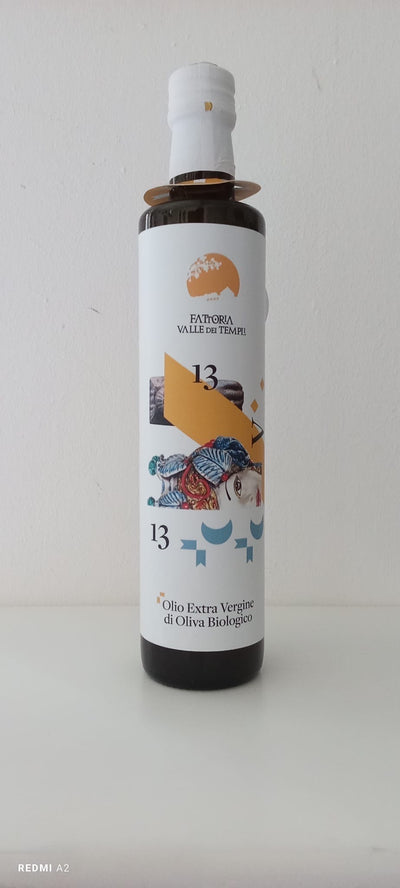 FATTORIA
VALLE DEI TEMPLI
13
13
Olio Extra Vergine
di Oliva Biologico
REDMI A2